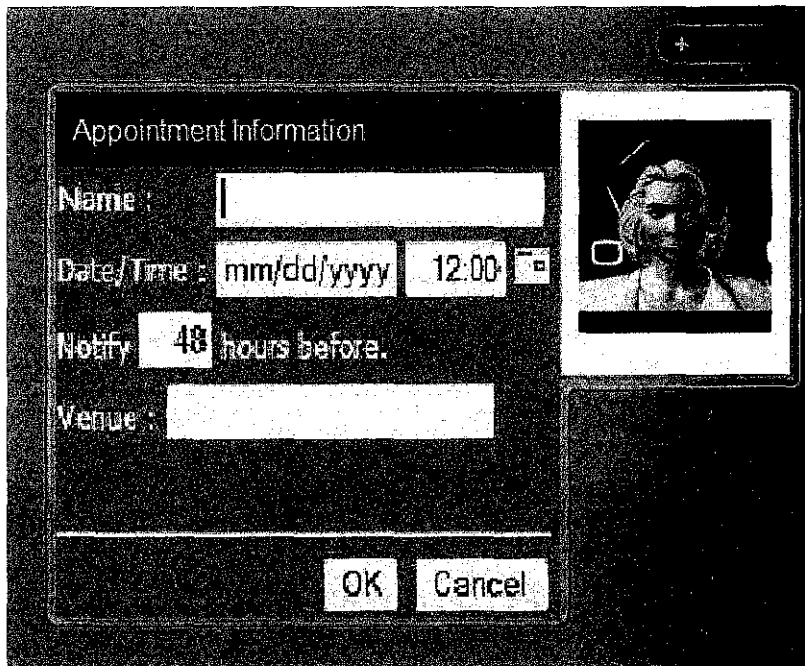 +
Appointment Information
Name :
Date/Time : mm/dd/yyyy 12:00
Notify 48 hours before.
Venue :
OK Cancel